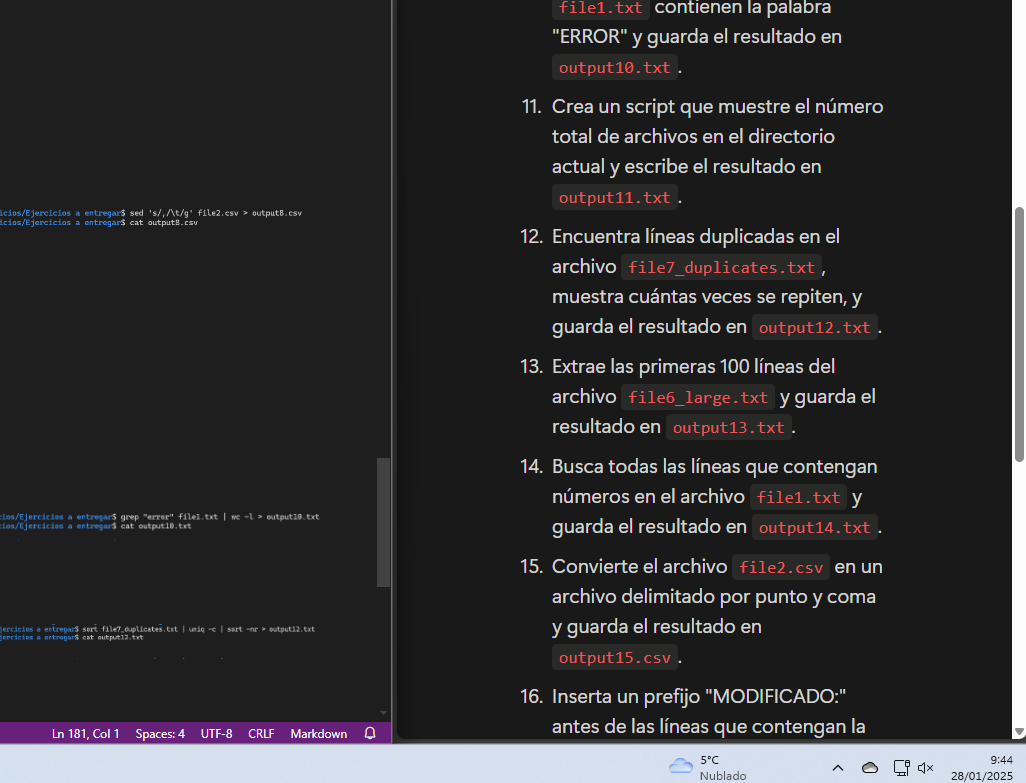 icios/Ejercicios a entregar$ sed 's/,/\t/g' file2.csv > output8.csv
icios/Ejercicios a entregar$ cat output8.csv
cios/Ejercicios a entregar$ grep "error" file1.txt | wc -l > output10.txt
cios/Ejercicios a entregar$ cat output10.txt
jercicios a entregar$ sort file7_duplicates.txt | uniq -c | sort -nr > output12.txt
jercicios a entregar$ cat output12.txt
Ln 181, Col 1 Spaces: 4 UTF-8 CRLF Markdown
file1.txt contienen la palabra
"ERROR" y guarda el resultado en
output10.txt.
11. Crea un script que muestre el número
total de archivos en el directorio
actual y escribe el resultado en
output11.txt.
12. Encuentra líneas duplicadas en el
archivo file7_duplicates.txt,
muestra cuántas veces se repiten, y
guarda el resultado en output12.txt.
13. Extrae las primeras 100 líneas del
archivo file6_large.txt y guarda el
resultado en output13.txt.
14. Busca todas las líneas que contengan
números en el archivo file1.txt y
guarda el resultado en output14.txt.
15. Convierte el archivo file2.csv en un
archivo delimitado por punto y coma
y guarda el resultado en
output15.csv.
16. Inserta un prefijo "MODIFICADO:"
antes de las líneas que contengan la
5°C
Nublado
9:44
28/01/2025